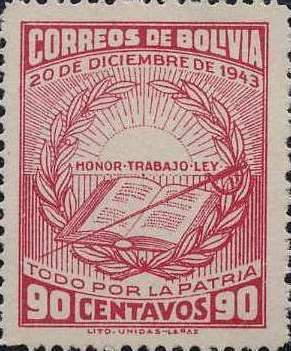 CORREOS DE BOLIVIA
20 DE DICIEMBRE DE 1943
HONOR·TRABAJO·LEY
TODO POR LA PATRIA
90 CENTAVOS 90
LITO. UNIDAS-LA PAZ